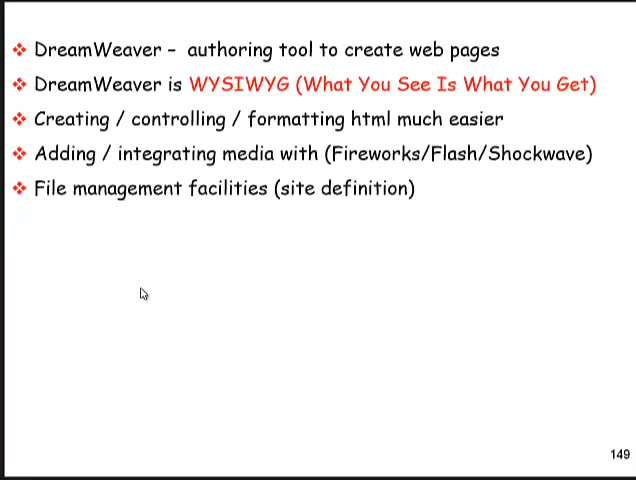 DreamWeaver - authoring tool to create web pages
DreamWeaver is WYSIWYG (What You See Is What You Get)
Creating / controlling / formatting html much easier
Adding / integrating media with (Fireworks/Flash/Shockwave)
File management facilities (site definition)
149